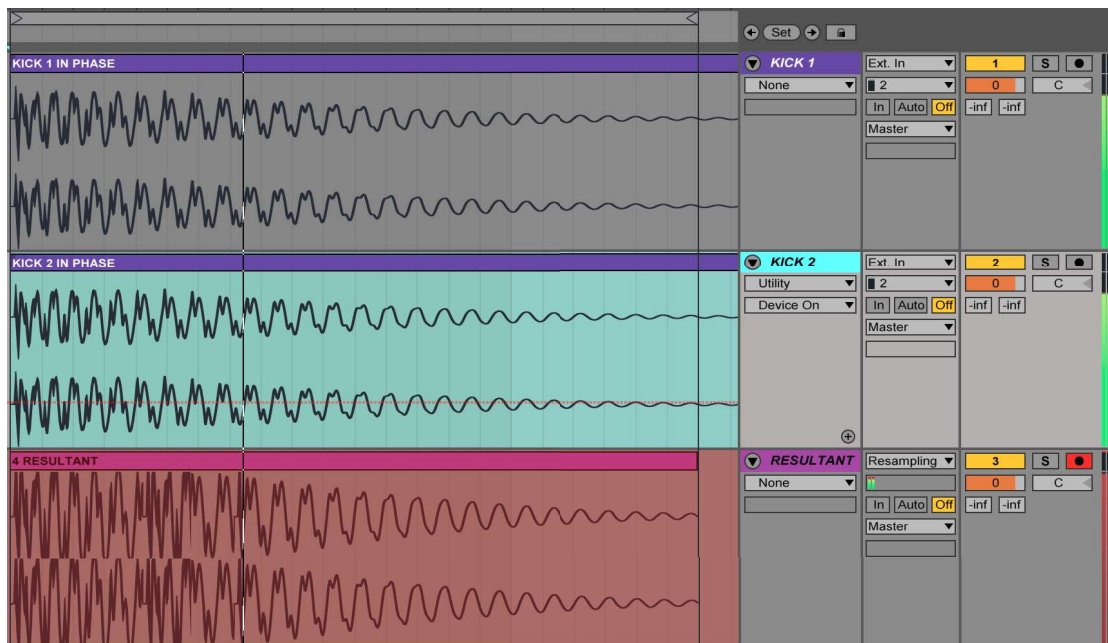 Set
KICK 1 IN PHASE
KICK 1
Ext. In
1
S
None
2
0
C
In Auto Off
-inf -inf
Master
KICK 2 IN PHASE
KICK 2
Ext. In
2
S
Utility
2
0
C
Device On
In Auto Off
-inf -inf
Master
4 RESULTANT
RESULTANT
Resampling
3
S
None
0
C
In Auto Off
-inf -inf
Master